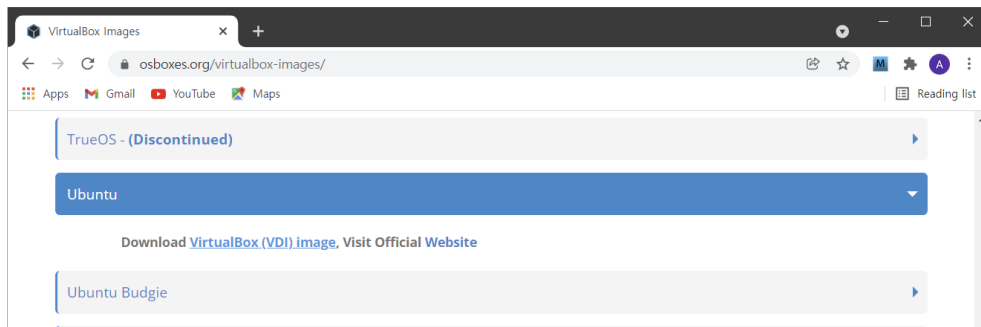 VirtualBox Images
osboxes.org/virtualbox-images/
M
A
Apps Gmail YouTube Maps Reading list
TrueOS - (Discontinued)
Ubuntu
Download VirtualBox (VDI) image, Visit Official Website
Ubuntu Budgie